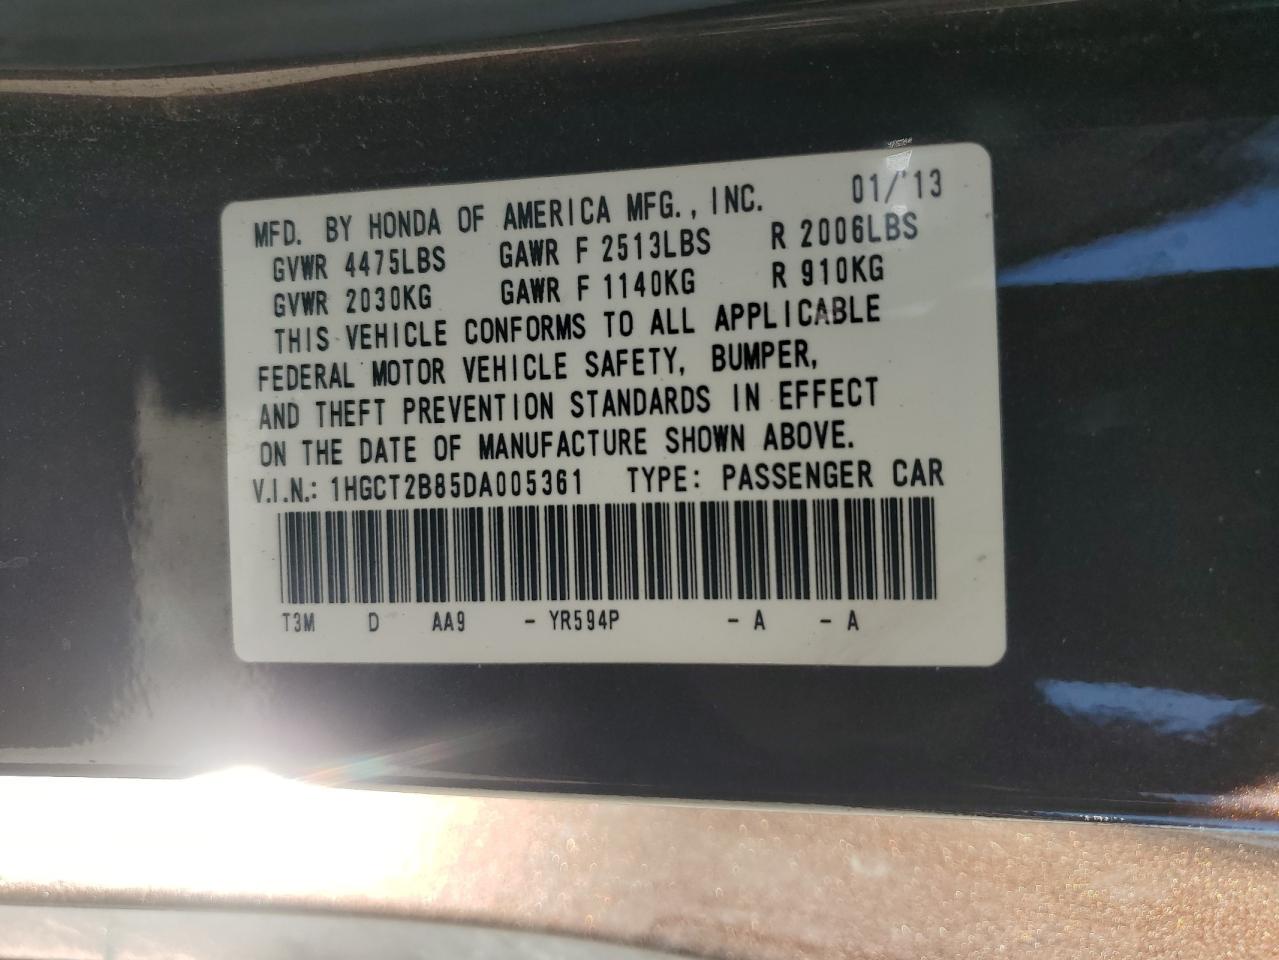 MFD. BY HONDA OF AMERICA MFG., INC. 01/'13
GVWR 4475LBS GAWR F 2513LBS R 2006LBS
GVWR 2030KG GAWR F 1140KG R 910KG
THIS VEHICLE CONFORMS TO ALL APPLICABLE
FEDERAL MOTOR VEHICLE SAFETY, BUMPER,
AND THEFT PREVENTION STANDARDS IN EFFECT
ON THE DATE OF MANUFACTURE SHOWN ABOVE.
V.I.N.: 1HGCT2B85DA005361 TYPE: PASSENGER CAR
T3M D AA9 - YR594P - A - A